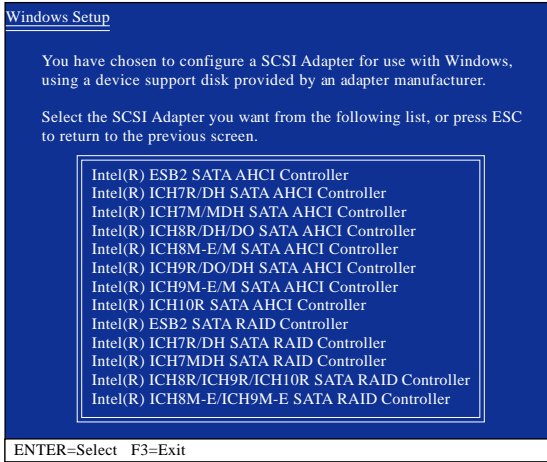 Windows Setup
You have chosen to configure a SCSI Adapter for use with Windows,
using a device support disk provided by an adapter manufacturer.
Select the SCSI Adapter you want from the following list, or press ESC
to return to the previous screen.
Intel(R) ESB2 SATA AHCI Controller
Intel(R) ICH7R/DH SATA AHCI Controller
Intel(R) ICH7M/MDH SATA AHCI Controller
Intel(R) ICH8R/DH/DO SATA AHCI Controller
Intel(R) ICH8M-E/M SATA AHCI Controller
Intel(R) ICH9R/DO/DH SATA AHCI Controller
Intel(R) ICH9M-E/M SATA AHCI Controller
Intel(R) ICH10R SATA AHCI Controller
Intel(R) ESB2 SATA RAID Controller
Intel(R) ICH7R/DH SATA RAID Controller
Intel(R) ICH7MDH SATA RAID Controller
Intel(R) ICH8R/ICH9R/ICH10R SATA RAID Controller
Intel(R) ICH8M-E/ICH9M-E SATA RAID Controller
ENTER=Select F3=Exit